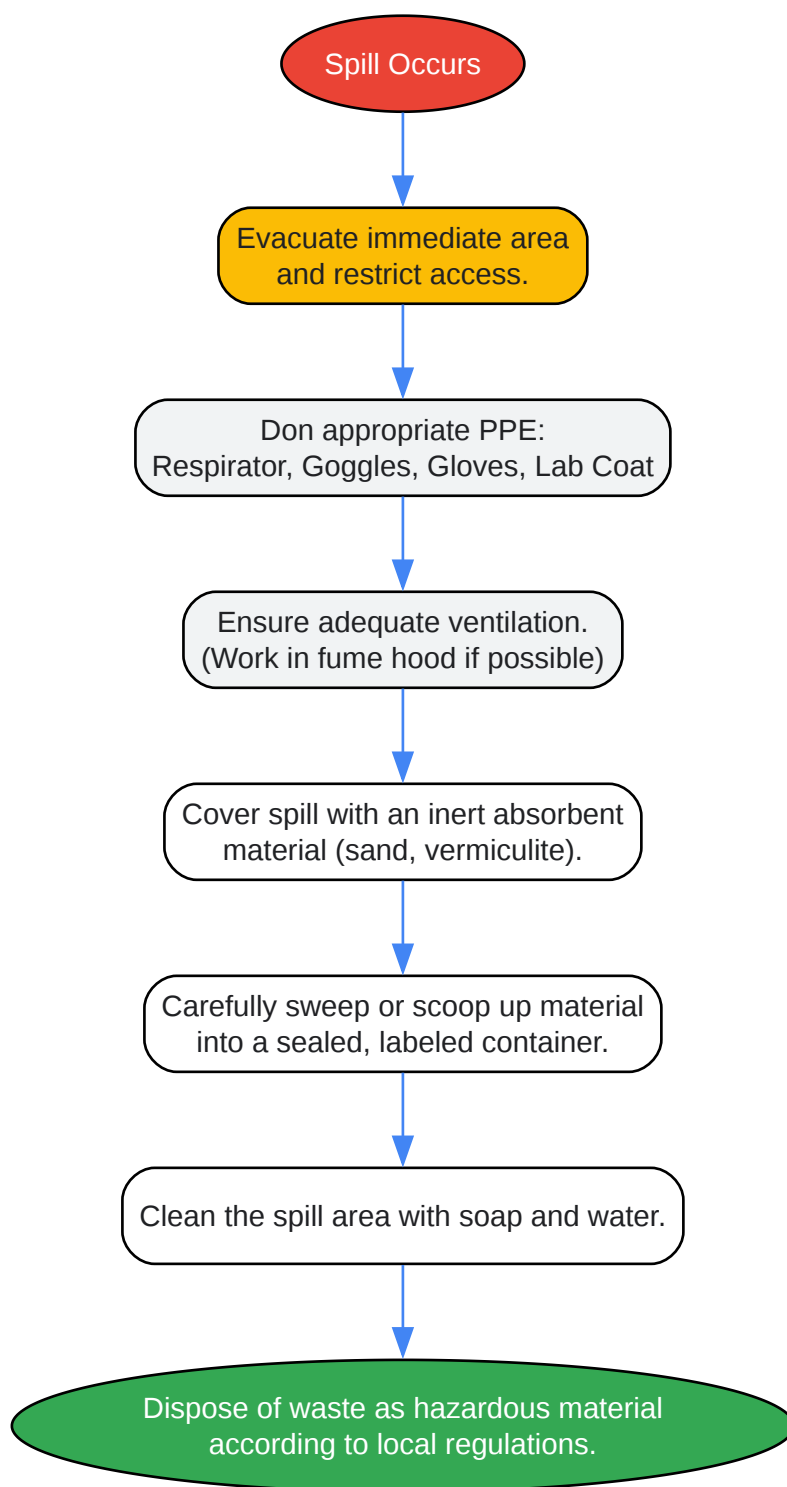 Spill Occurs
Evacuate immediate area
and restrict access.
Don appropriate PPE:
Respirator, Goggles, Gloves, Lab Coat
Ensure adequate ventilation.
(Work in fume hood if possible)
Cover spill with an inert absorbent
material (sand, vermiculite).
Carefully sweep or scoop up material
into a sealed, labeled container.
Clean the spill area with soap and water.
Dispose of waste as hazardous material
according to local regulations.